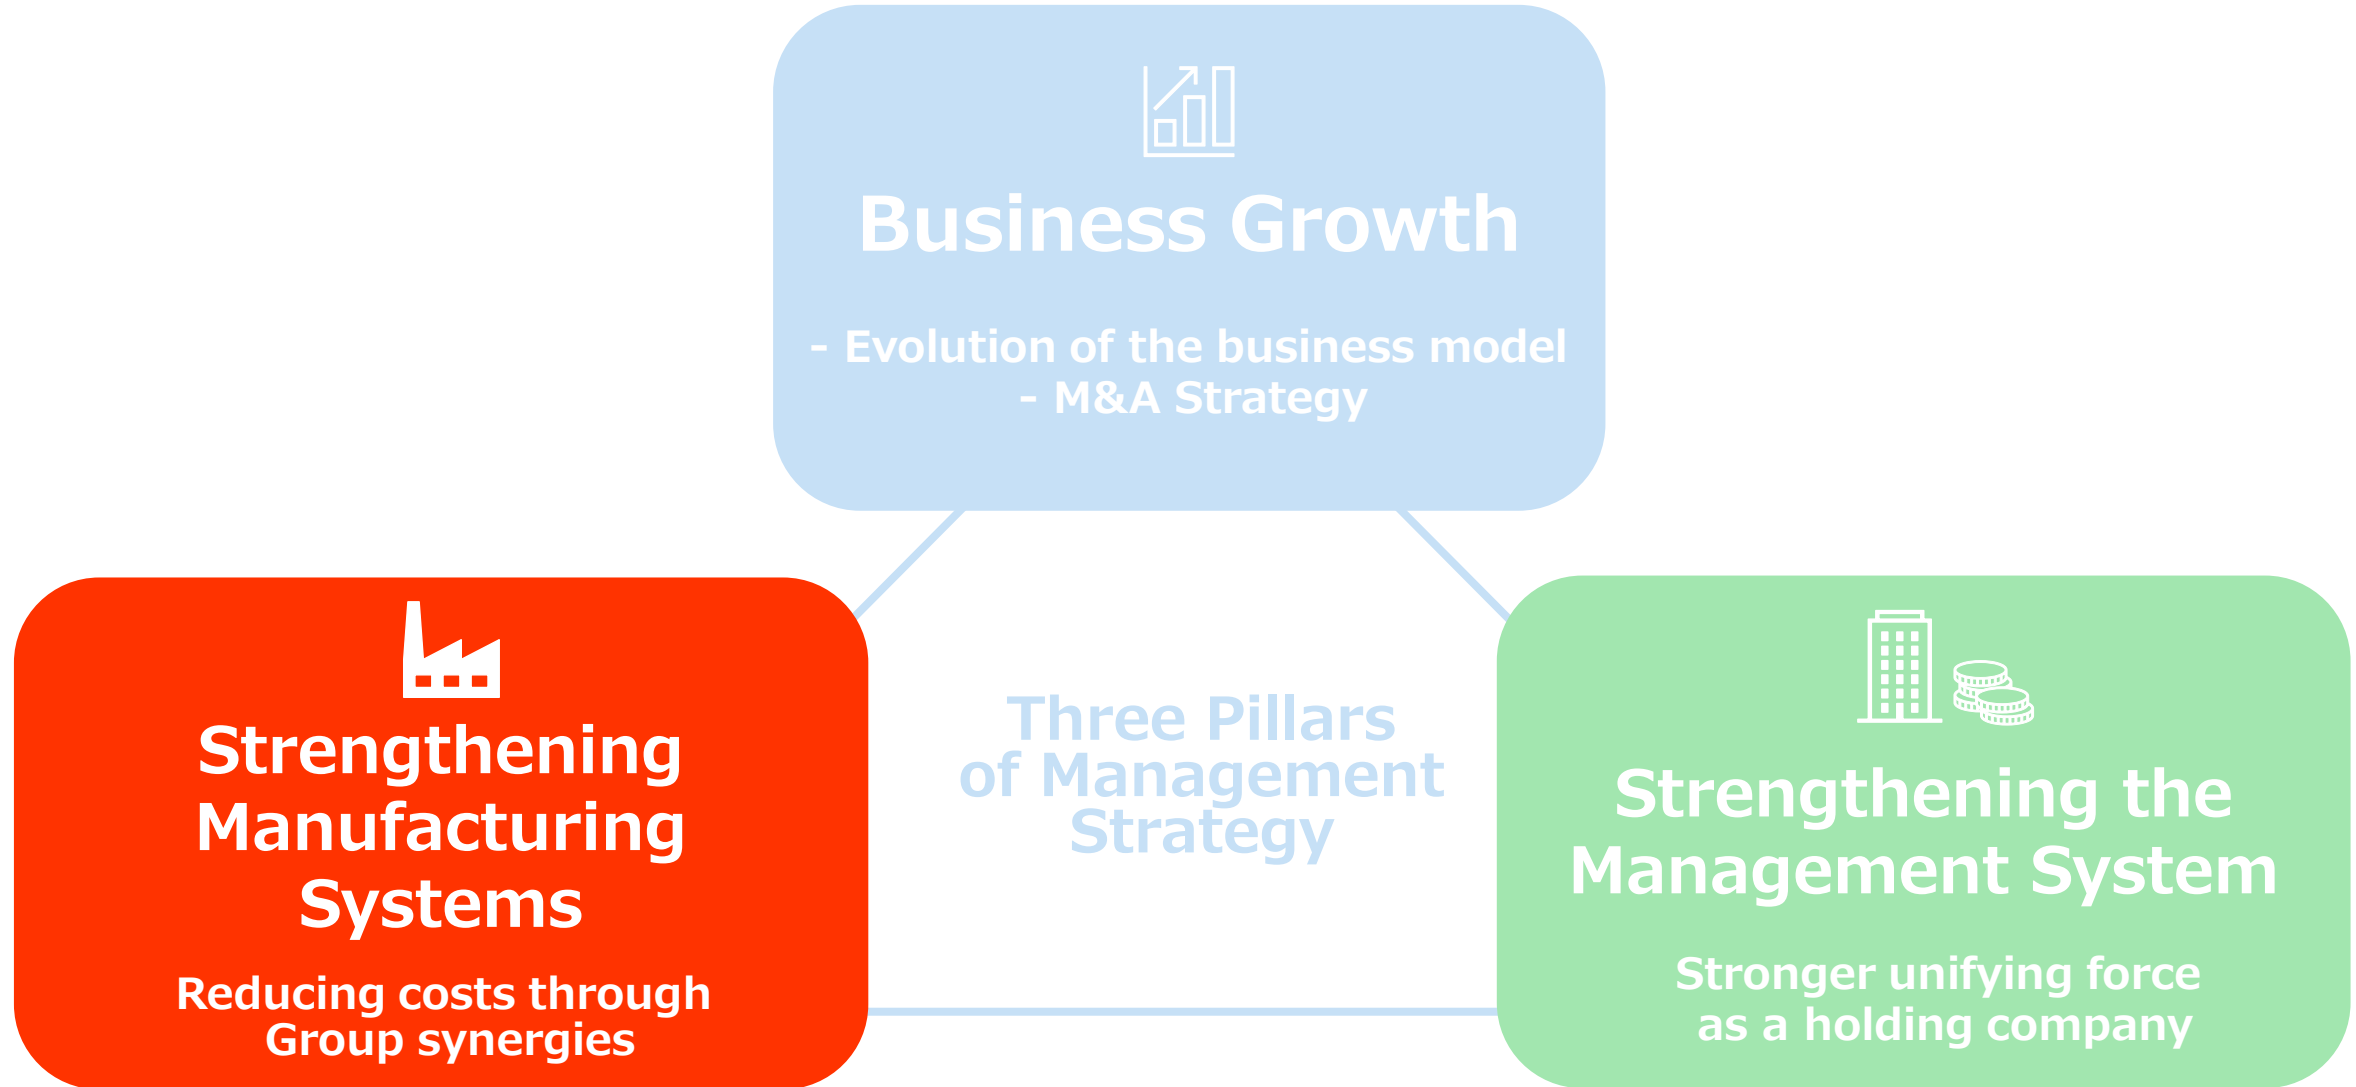 Business Growth
- Evolution of the business model
- M&A Strategy
Three Pillars
of Management
Strategy
Strengthening
Manufacturing
Systems
Reducing costs through
Group synergies
Strengthening the
Management System
Stronger unifying force
as a holding company